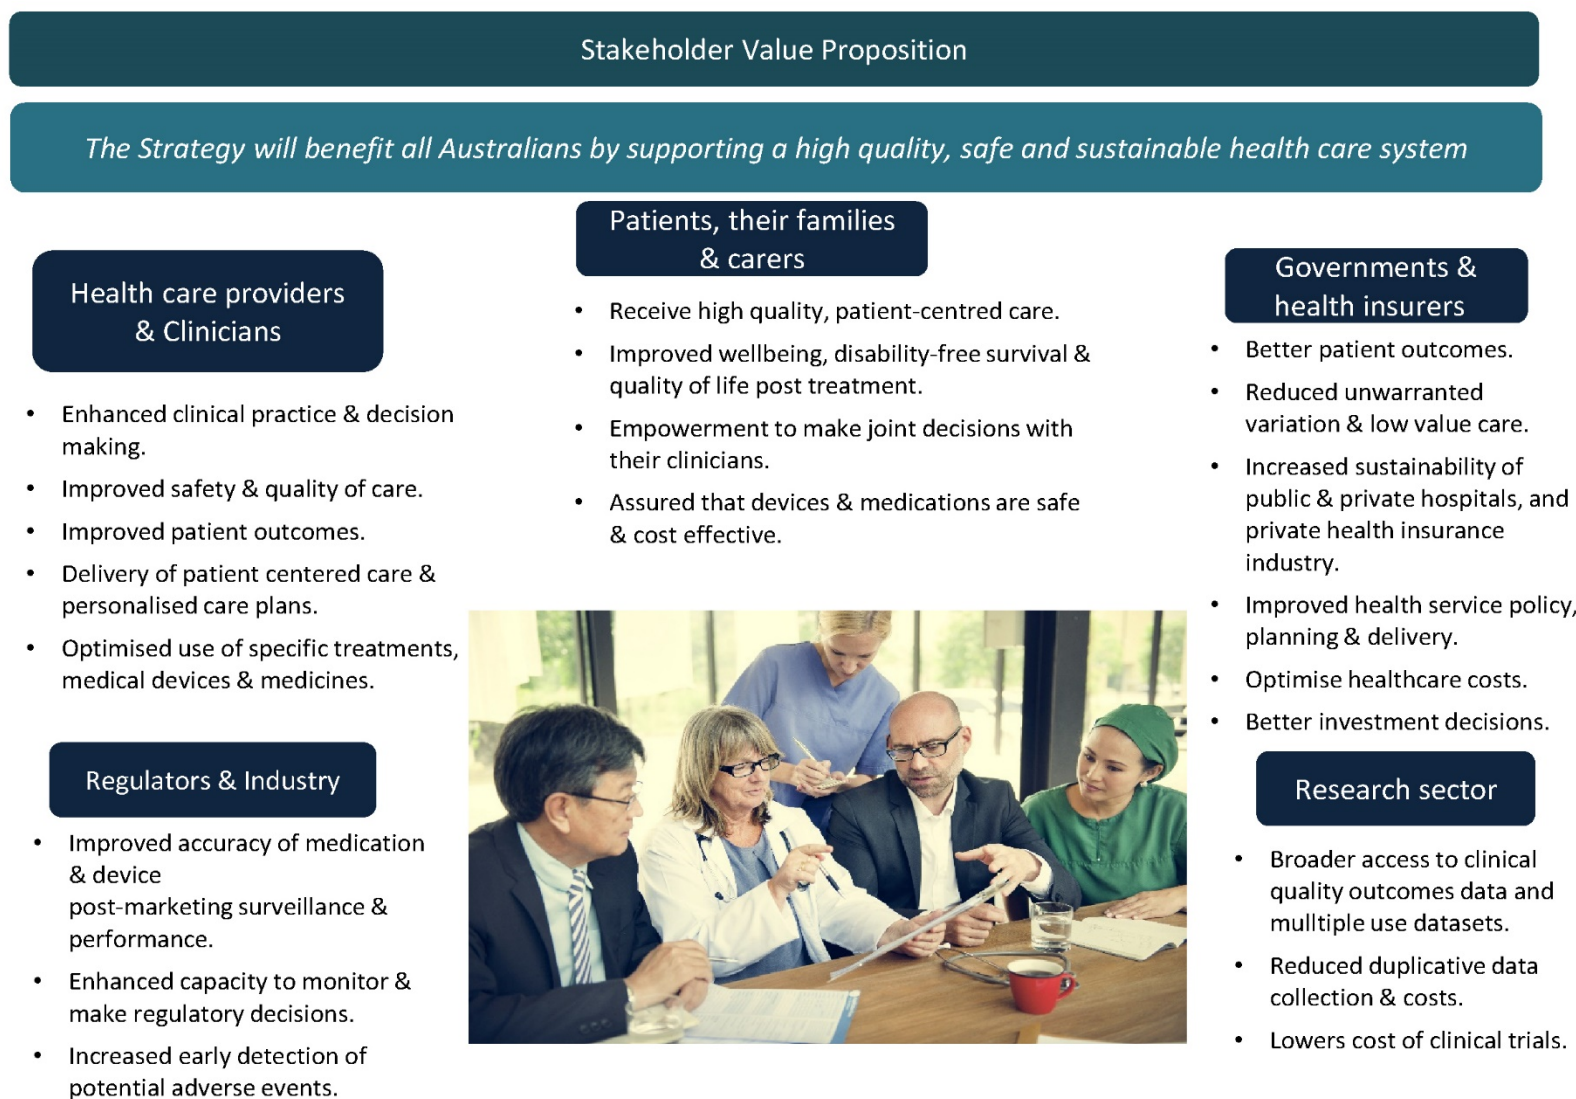 Stakeholder Value Proposition
The Strategy will benefit all Australians by supporting a high quality, safe and sustainable health care system
Health care providers
& Clinicians
• Enhanced clinical practice & decision
making.
• Improved safety & quality of care.
• Improved patient outcomes.
• Delivery of patient centered care &
personalised care plans.
• Optimised use of specific treatments,
medical devices & medicines.
Patients, their families
& carers
• Receive high quality, patient-centred care.
• Improved wellbeing, disability-free survival &
quality of life post treatment.
• Empowerment to make joint decisions with
their clinicians.
• Assured that devices & medications are safe
& cost effective.
Governments &
health insurers
• Better patient outcomes.
• Reduced unwarranted
variation & low value care.
• Increased sustainability of
public & private hospitals, and
private health insurance
industry.
• Improved health service policy,
planning & delivery.
• Optimise healthcare costs.
• Better investment decisions.
Regulators & Industry
• Improved accuracy of medication
& device
post-marketing surveillance &
performance.
• Enhanced capacity to monitor &
make regulatory decisions.
• Increased early detection of
potential adverse events.
Research sector
• Broader access to clinical
quality outcomes data and
mulltiple use datasets.
• Reduced duplicative data
collection & costs.
• Lowers cost of clinical trials.